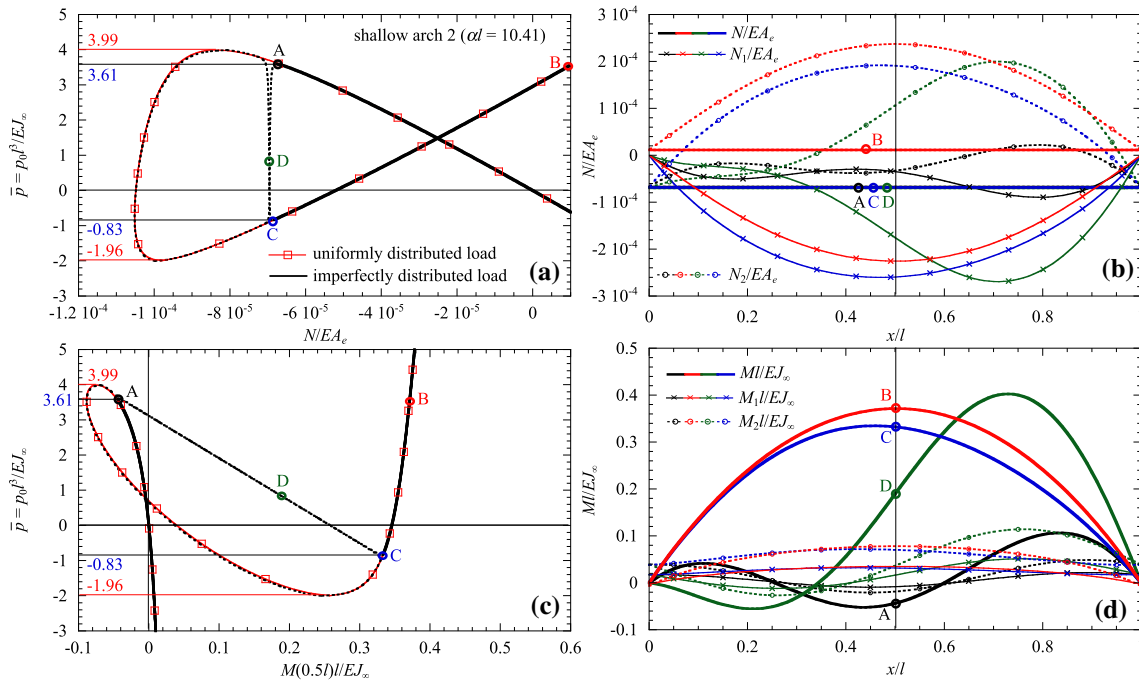 5
4
3
2
1
0
-1
-2
-3
3.99
3.61
-0.83
-1.96
A
B
C
D
shallow arch 2 (αl = 10.41)
uniformly distributed load
imperfectly distributed load
(a)
p̄ = p₀l³/EJ∞
-1.2 10⁻⁴ -1 10⁻⁴ -8 10⁻⁵ -6 10⁻⁵ -4 10⁻⁵ -2 10⁻⁵ 0
N/EAₑ
3 10⁻⁴
2 10⁻⁴
1 10⁻⁴
0
-1 10⁻⁴
-2 10⁻⁴
-3 10⁻⁴
N/EAₑ
N/EAₑ
N₁/EAₑ
N₂/EAₑ
B
A C D
(b)
0 0.2 0.4 0.6 0.8
x/l
5
4
3
2
1
0
-1
-2
-3
3.99
3.61
-0.83
-1.96
A
B
C
D
(c)
p̄ = p₀l³/EJ∞
-0.1 0 0.1 0.2 0.3 0.4 0.5 0.6
M(0.5l)l/EJ∞
0.5
0.4
0.3
0.2
0.1
0
-0.1
Ml/EJ∞
Ml/EJ∞
M₁l/EJ∞
M₂l/EJ∞
B
C
D
A
(d)
0 0.2 0.4 0.6 0.8
x/l